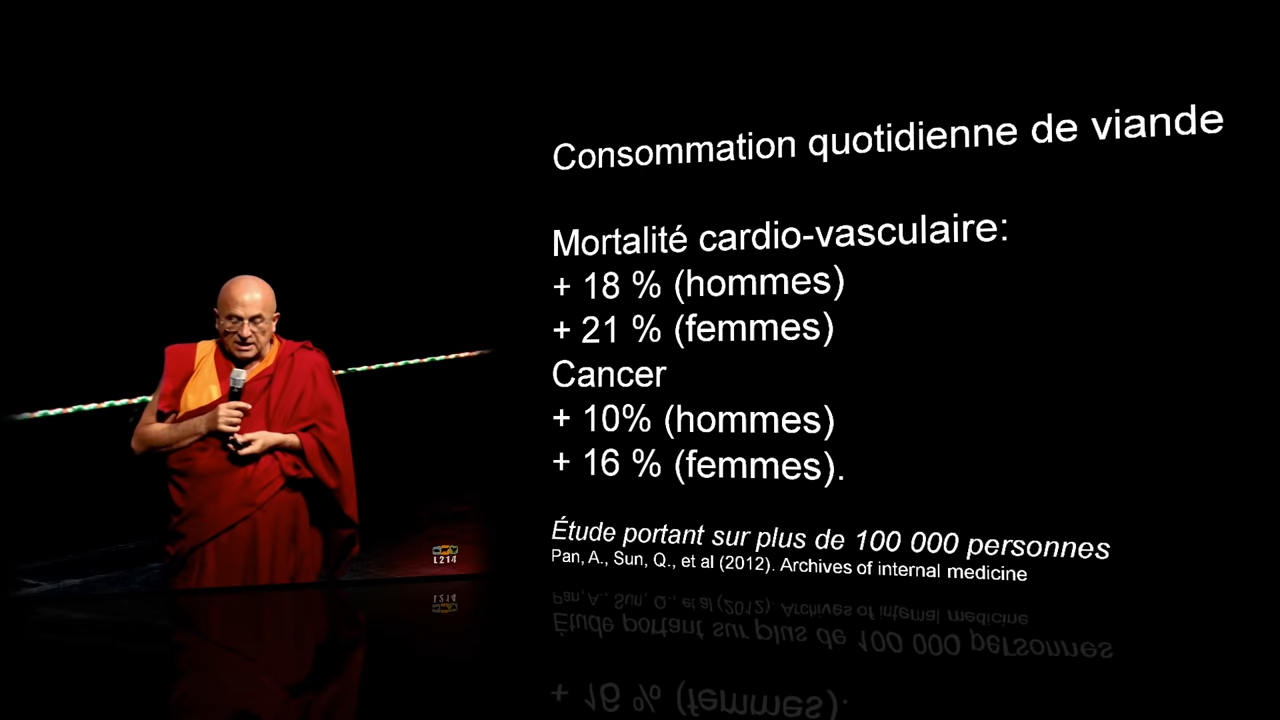 Consommation quotidienne de viande
Mortalité cardio-vasculaire:
+ 18 % (hommes)
+ 21 % (femmes)
Cancer
+ 10% (hommes)
+ 16 % (femmes).
Étude portant sur plus de 100 000 personnes
Pan, A., Sun, Q., et al (2012). Archives of internal medicine
L214